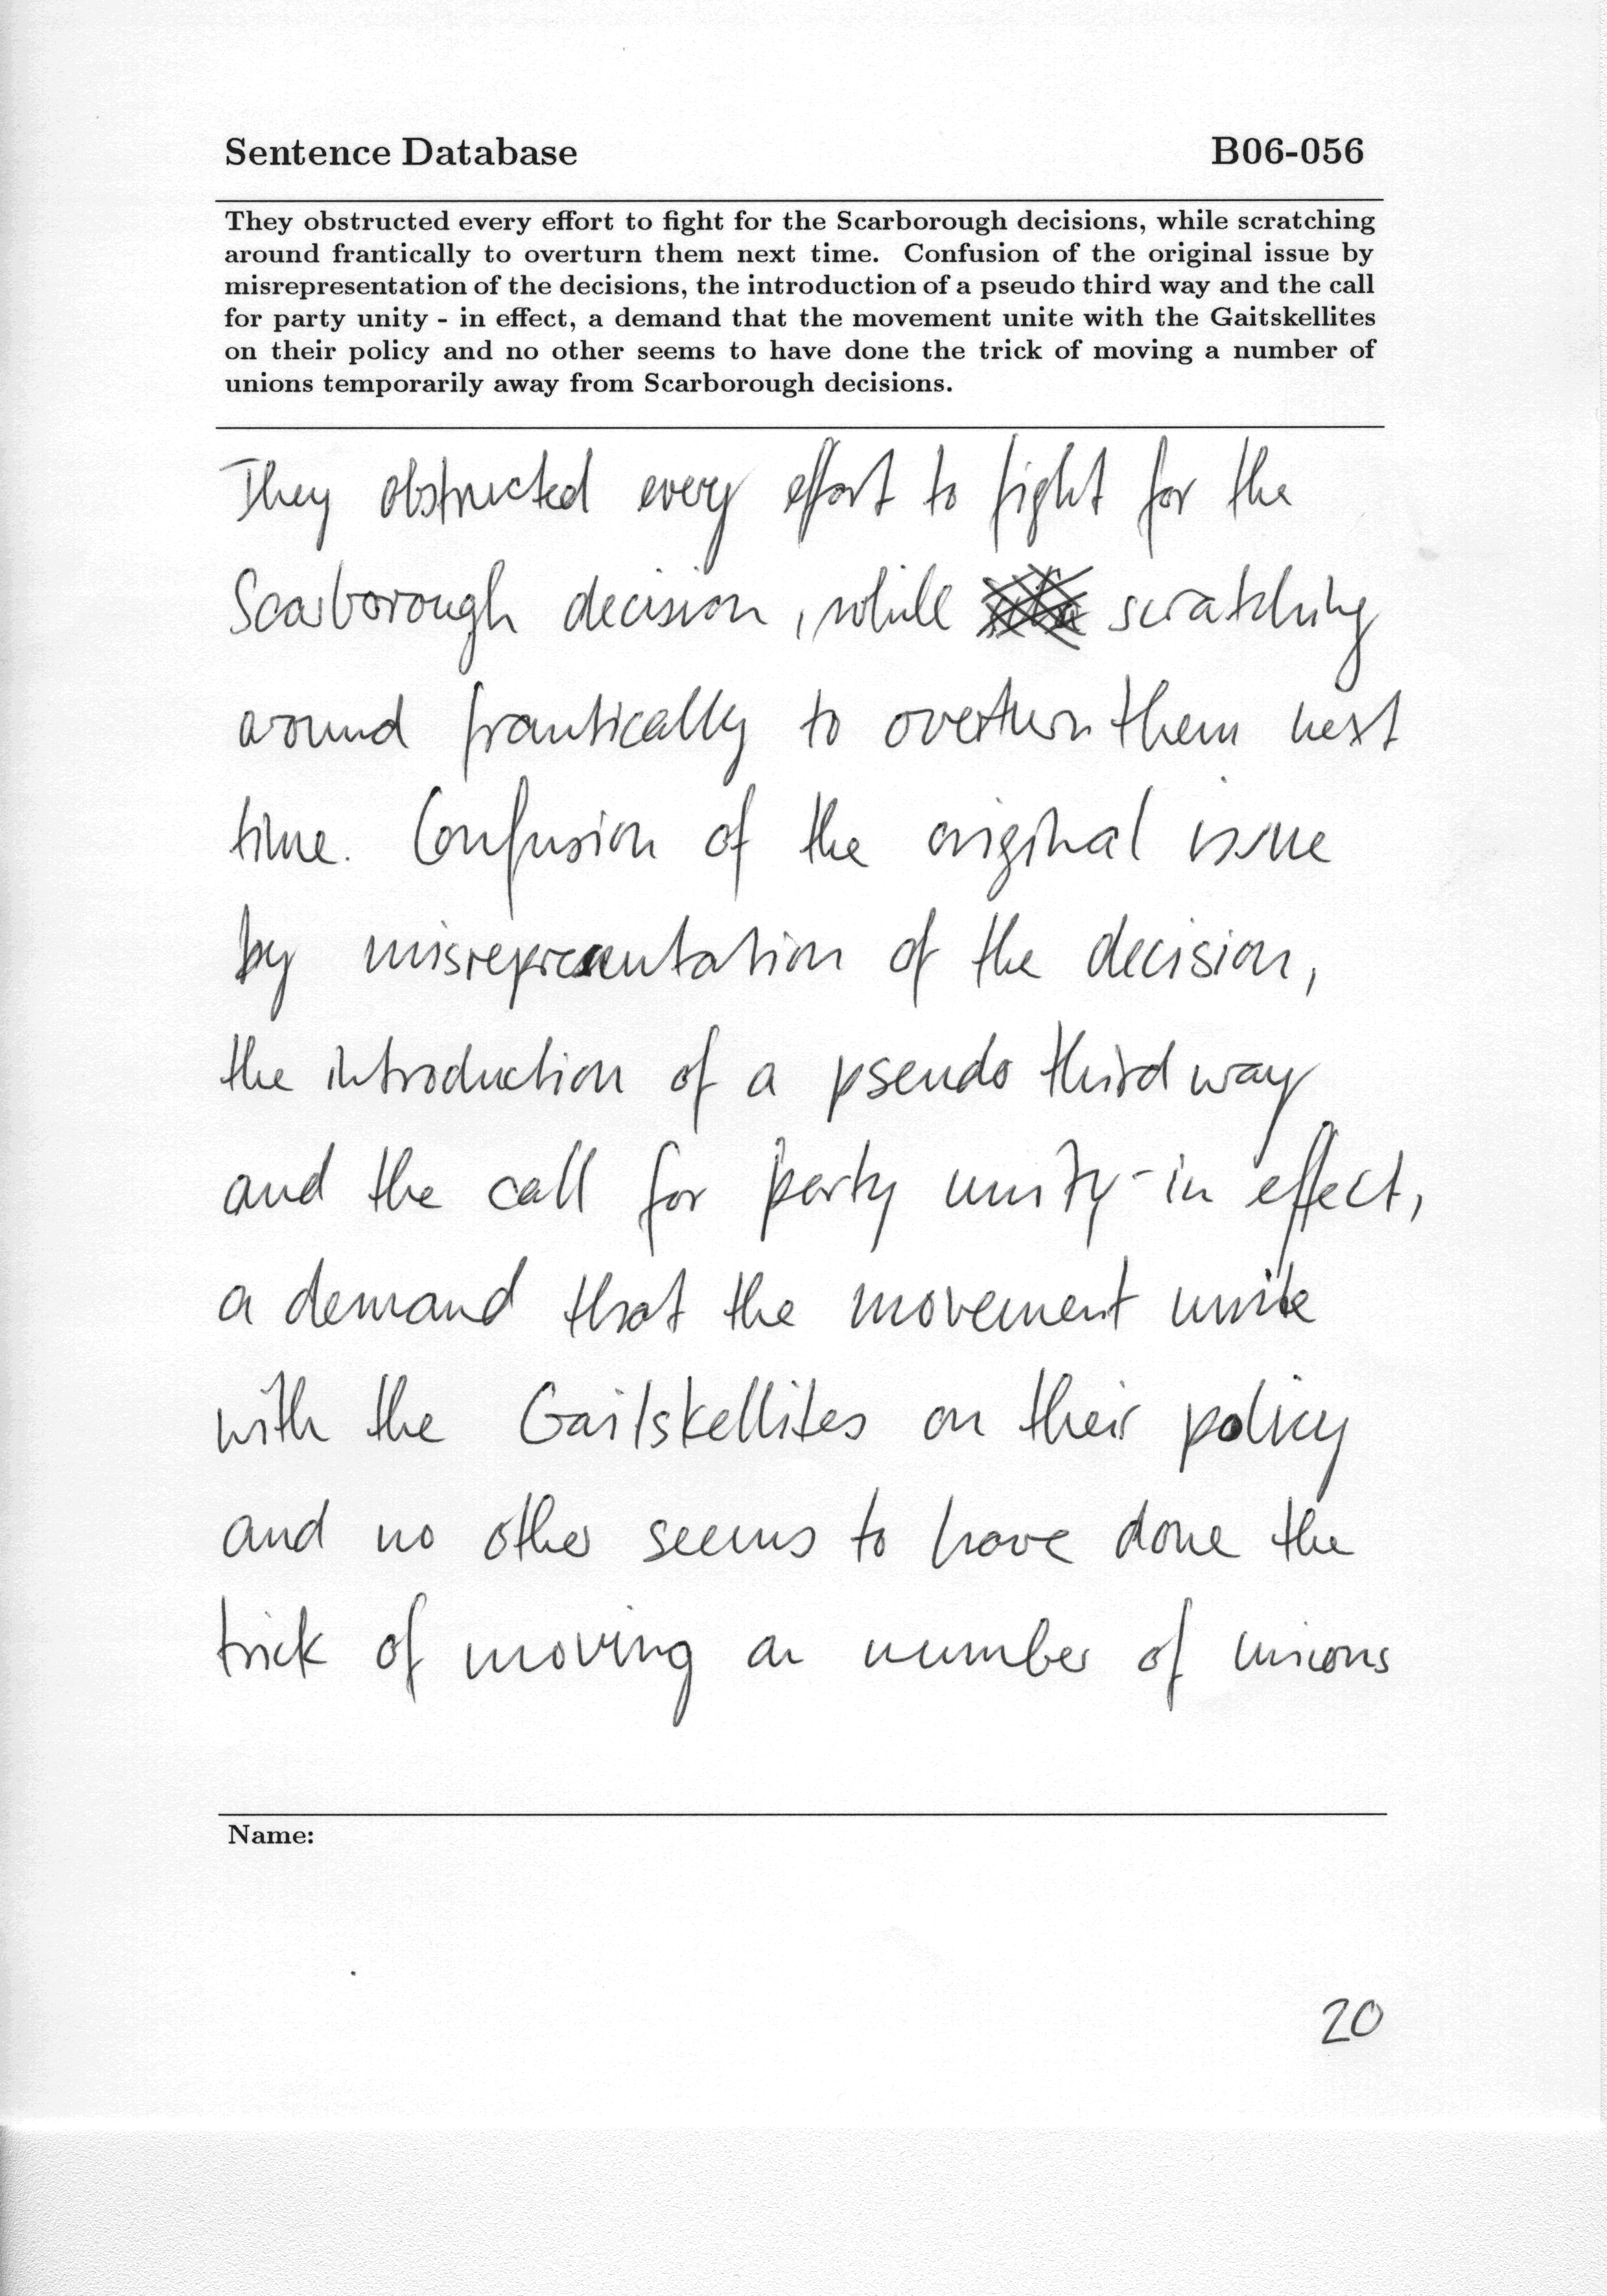 Sentence Database B06-056
They obstructed every effort to fight for the Scarborough decisions, while scratching
around frantically to overturn them next time. Confusion of the original issue by
misrepresentation of the decisions, the introduction of a pseudo third way and the call
for party unity - in effect, a demand that the movement unite with the Gaitskellites
on their policy and no other seems to have done the trick of moving a number of
unions temporarily away from Scarborough decisions.
They obstructed every effort to fight for the
Scarborough decision, while scratching
around frantically to overturn them next
time. Confusion of the original issue
by misrepresentation of the decision,
the introduction of a pseudo third way
and the call for party unity - in effect,
a demand that the movement unite
with the Gaitskellites on their policy
and no other seems to have done the
trick of moving a number of unions
Name:
20